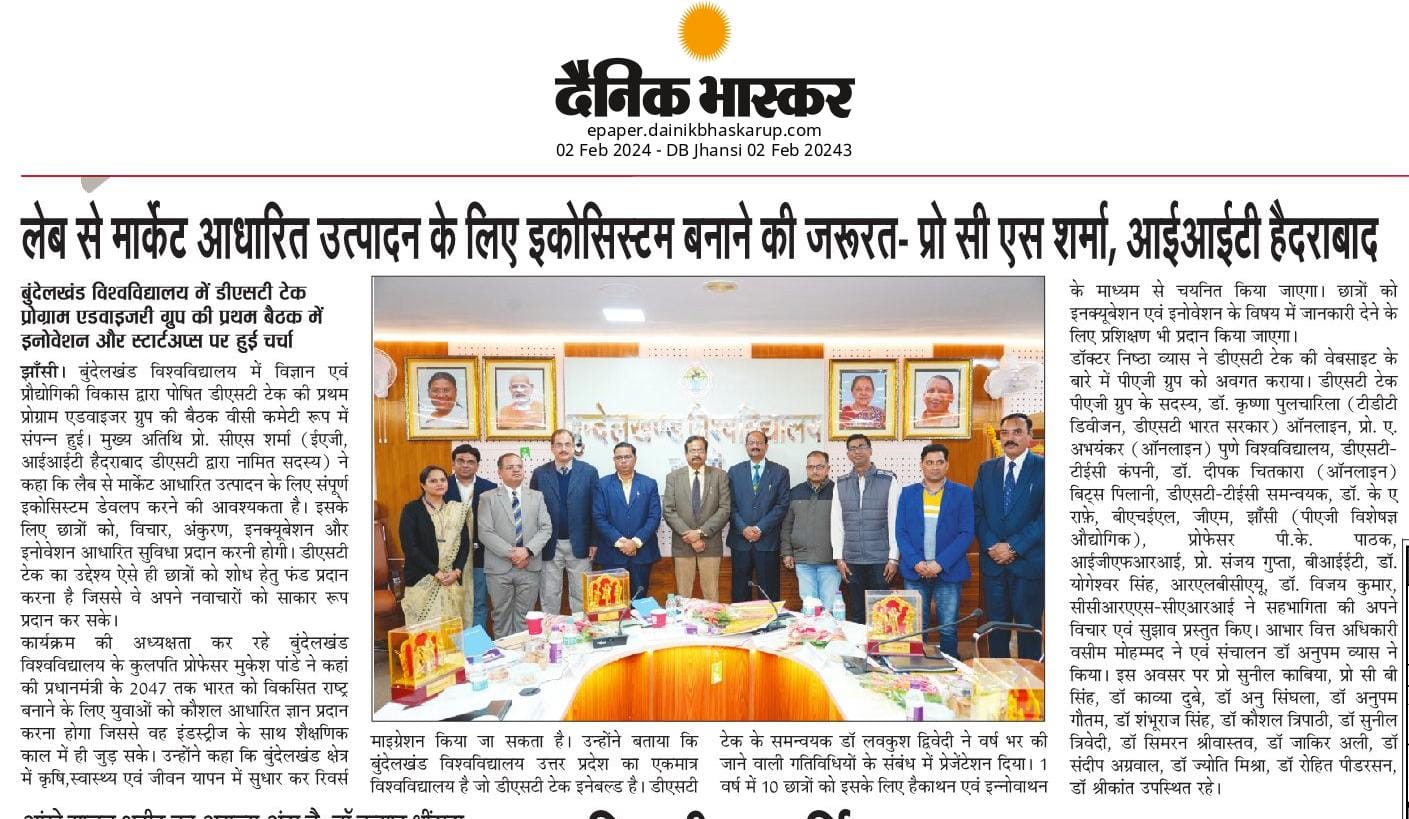 दैनिक भास्कर
epaper.dainikbhaskarup.com
02 Feb 2024 - DB Jhansi 02 Feb 20243
लेब से मार्केट आधारित उत्पादन के लिए इकोसिस्टम बनाने की जरूरत- प्रो सी एस शर्मा, आईआईटी हैदराबाद
बुंदेलखंड विश्वविद्यालय में डीएसटी टेक
प्रोग्राम एडवाइजरी ग्रुप की प्रथम बैठक में
इनोवेशन और स्टार्टअप्स पर हुई चर्चा
झाँसी। बुंदेलखंड विश्वविद्यालय में विज्ञान एवं
प्रौद्योगिकी विकास द्वारा पोषित डीएसटी टेक की प्रथम
प्रोग्राम एडवाइजर ग्रुप की बैठक वीसी कमेटी रूप में
संपन्न हुई। मुख्य अतिथि प्रो. सीएस शर्मा (ईएजी,
आईआईटी हैदराबाद डीएसटी द्वारा नामित सदस्य) ने
कहा कि लैब से मार्केट आधारित उत्पादन के लिए संपूर्ण
इकोसिस्टम डेवलप करने की आवश्यकता है। इसके
लिए छात्रों को, विचार, अंकुरण, इनक्यूबेशन और
इनोवेशन आधारित सुविधा प्रदान करनी होगी। डीएसटी
टेक का उद्देश्य ऐसे ही छात्रों को शोध हेतु फंड प्रदान
करना है जिससे वे अपने नवाचारों को साकार रूप
प्रदान कर सके।
कार्यक्रम की अध्यक्षता कर रहे बुंदेलखंड
विश्वविद्यालय के कुलपति प्रोफेसर मुकेश पांडे ने कहां
की प्रधानमंत्री के 2047 तक भारत को विकसित राष्ट्र
बनाने के लिए युवाओं को कौशल आधारित ज्ञान प्रदान
करना होगा जिससे वह इंडस्ट्रीज के साथ शैक्षणिक
काल में ही जुड़ सके। उन्होंने कहा कि बुंदेलखंड क्षेत्र
में कृषि,स्वास्थ्य एवं जीवन यापन में सुधार कर रिवर्स
बुन्देलखण्ड विश्वविद्यालय
माइग्रेशन किया जा सकता है। उन्होंने बताया कि
बुंदेलखंड विश्वविद्यालय उत्तर प्रदेश का एकमात्र
विश्वविद्यालय है जो डीएसटी टेक इनेबल्ड है। डीएसटी
टेक के समन्वयक डॉ लवकुश द्विवेदी ने वर्ष भर की
जाने वाली गतिविधियों के संबंध में प्रेजेंटेशन दिया। 1
वर्ष में 10 छात्रों को इसके लिए हैकाथन एवं इन्नोवाथन
के माध्यम से चयनित किया जाएगा। छात्रों को
इनक्यूबेशन एवं इनोवेशन के विषय में जानकारी देने के
लिए प्रशिक्षण भी प्रदान किया जाएगा।
डॉक्टर निष्ठा व्यास ने डीएसटी टेक की वेबसाइट के
बारे में पीएजी ग्रुप को अवगत कराया। डीएसटी टेक
पीएजी ग्रुप के सदस्य, डॉ. कृष्णा पुलचारिला (टीडीटी
डिवीजन, डीएसटी भारत सरकार) ऑनलाइन, प्रो. ए.
अभयंकर (ऑनलाइन) पुणे विश्वविद्यालय, डीएसटी-
टीईसी कंपनी, डॉ. दीपक चितकारा (ऑनलाइन)
बिट्स पिलानी, डीएसटी-टीईसी समन्वयक, डॉ. के ए
राफ़े, बीएचईएल, जीएम, झाँसी (पीएजी विशेषज्ञ
औद्योगिक), प्रोफेसर पी.के. पाठक,
आईजीएफआरआई, प्रो. संजय गुप्ता, बीआईईटी, डॉ.
योगेश्वर सिंह, आरएलबीसीएयू, डॉ. विजय कुमार,
सीसीआरएएस-सीएआरआई ने सहभागिता की अपने
विचार एवं सुझाव प्रस्तुत किए। आभार वित्त अधिकारी
वसीम मोहम्मद ने एवं संचालन डॉ अनुपम व्यास ने
किया। इस अवसर पर प्रो सुनील काबिया, प्रो सी बी
सिंह, डॉ काव्या दुबे, डॉ अनु सिंघला, डॉ अनुपम
गौतम, डॉ शंभूराज सिंह, डॉ कौशल त्रिपाठी, डॉ सुनील
त्रिवेदी, डॉ सिमरन श्रीवास्तव, डॉ जाकिर अली, डॉ
संदीप अग्रवाल, डॉ ज्योति मिश्रा, डॉ रोहित पीडरसन,
डॉ श्रीकांत उपस्थित रहे।